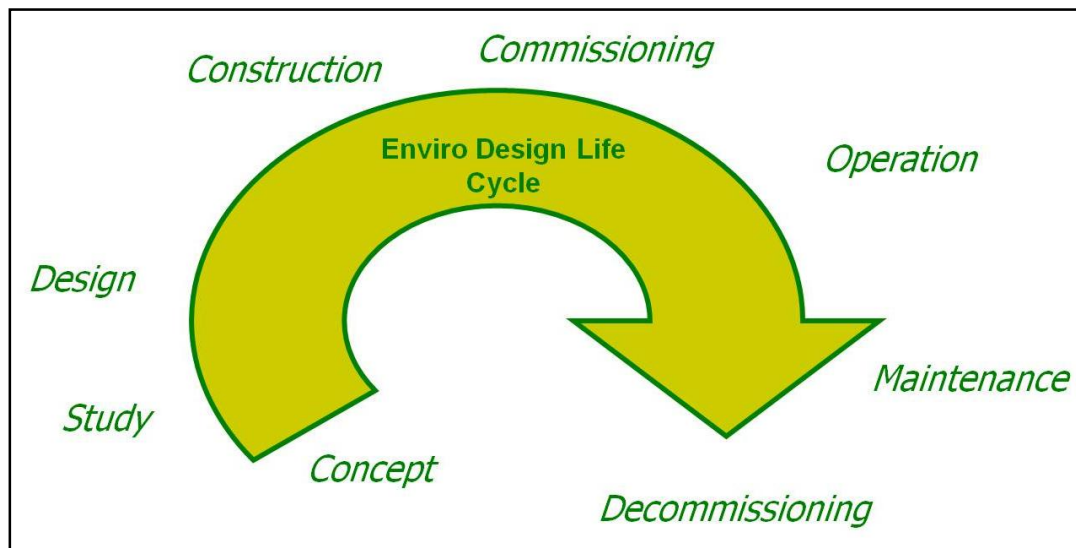 Commissioning
Construction
Enviro Design Life
Cycle
Operation
Design
Maintenance
Study
Concept
Decommissioning